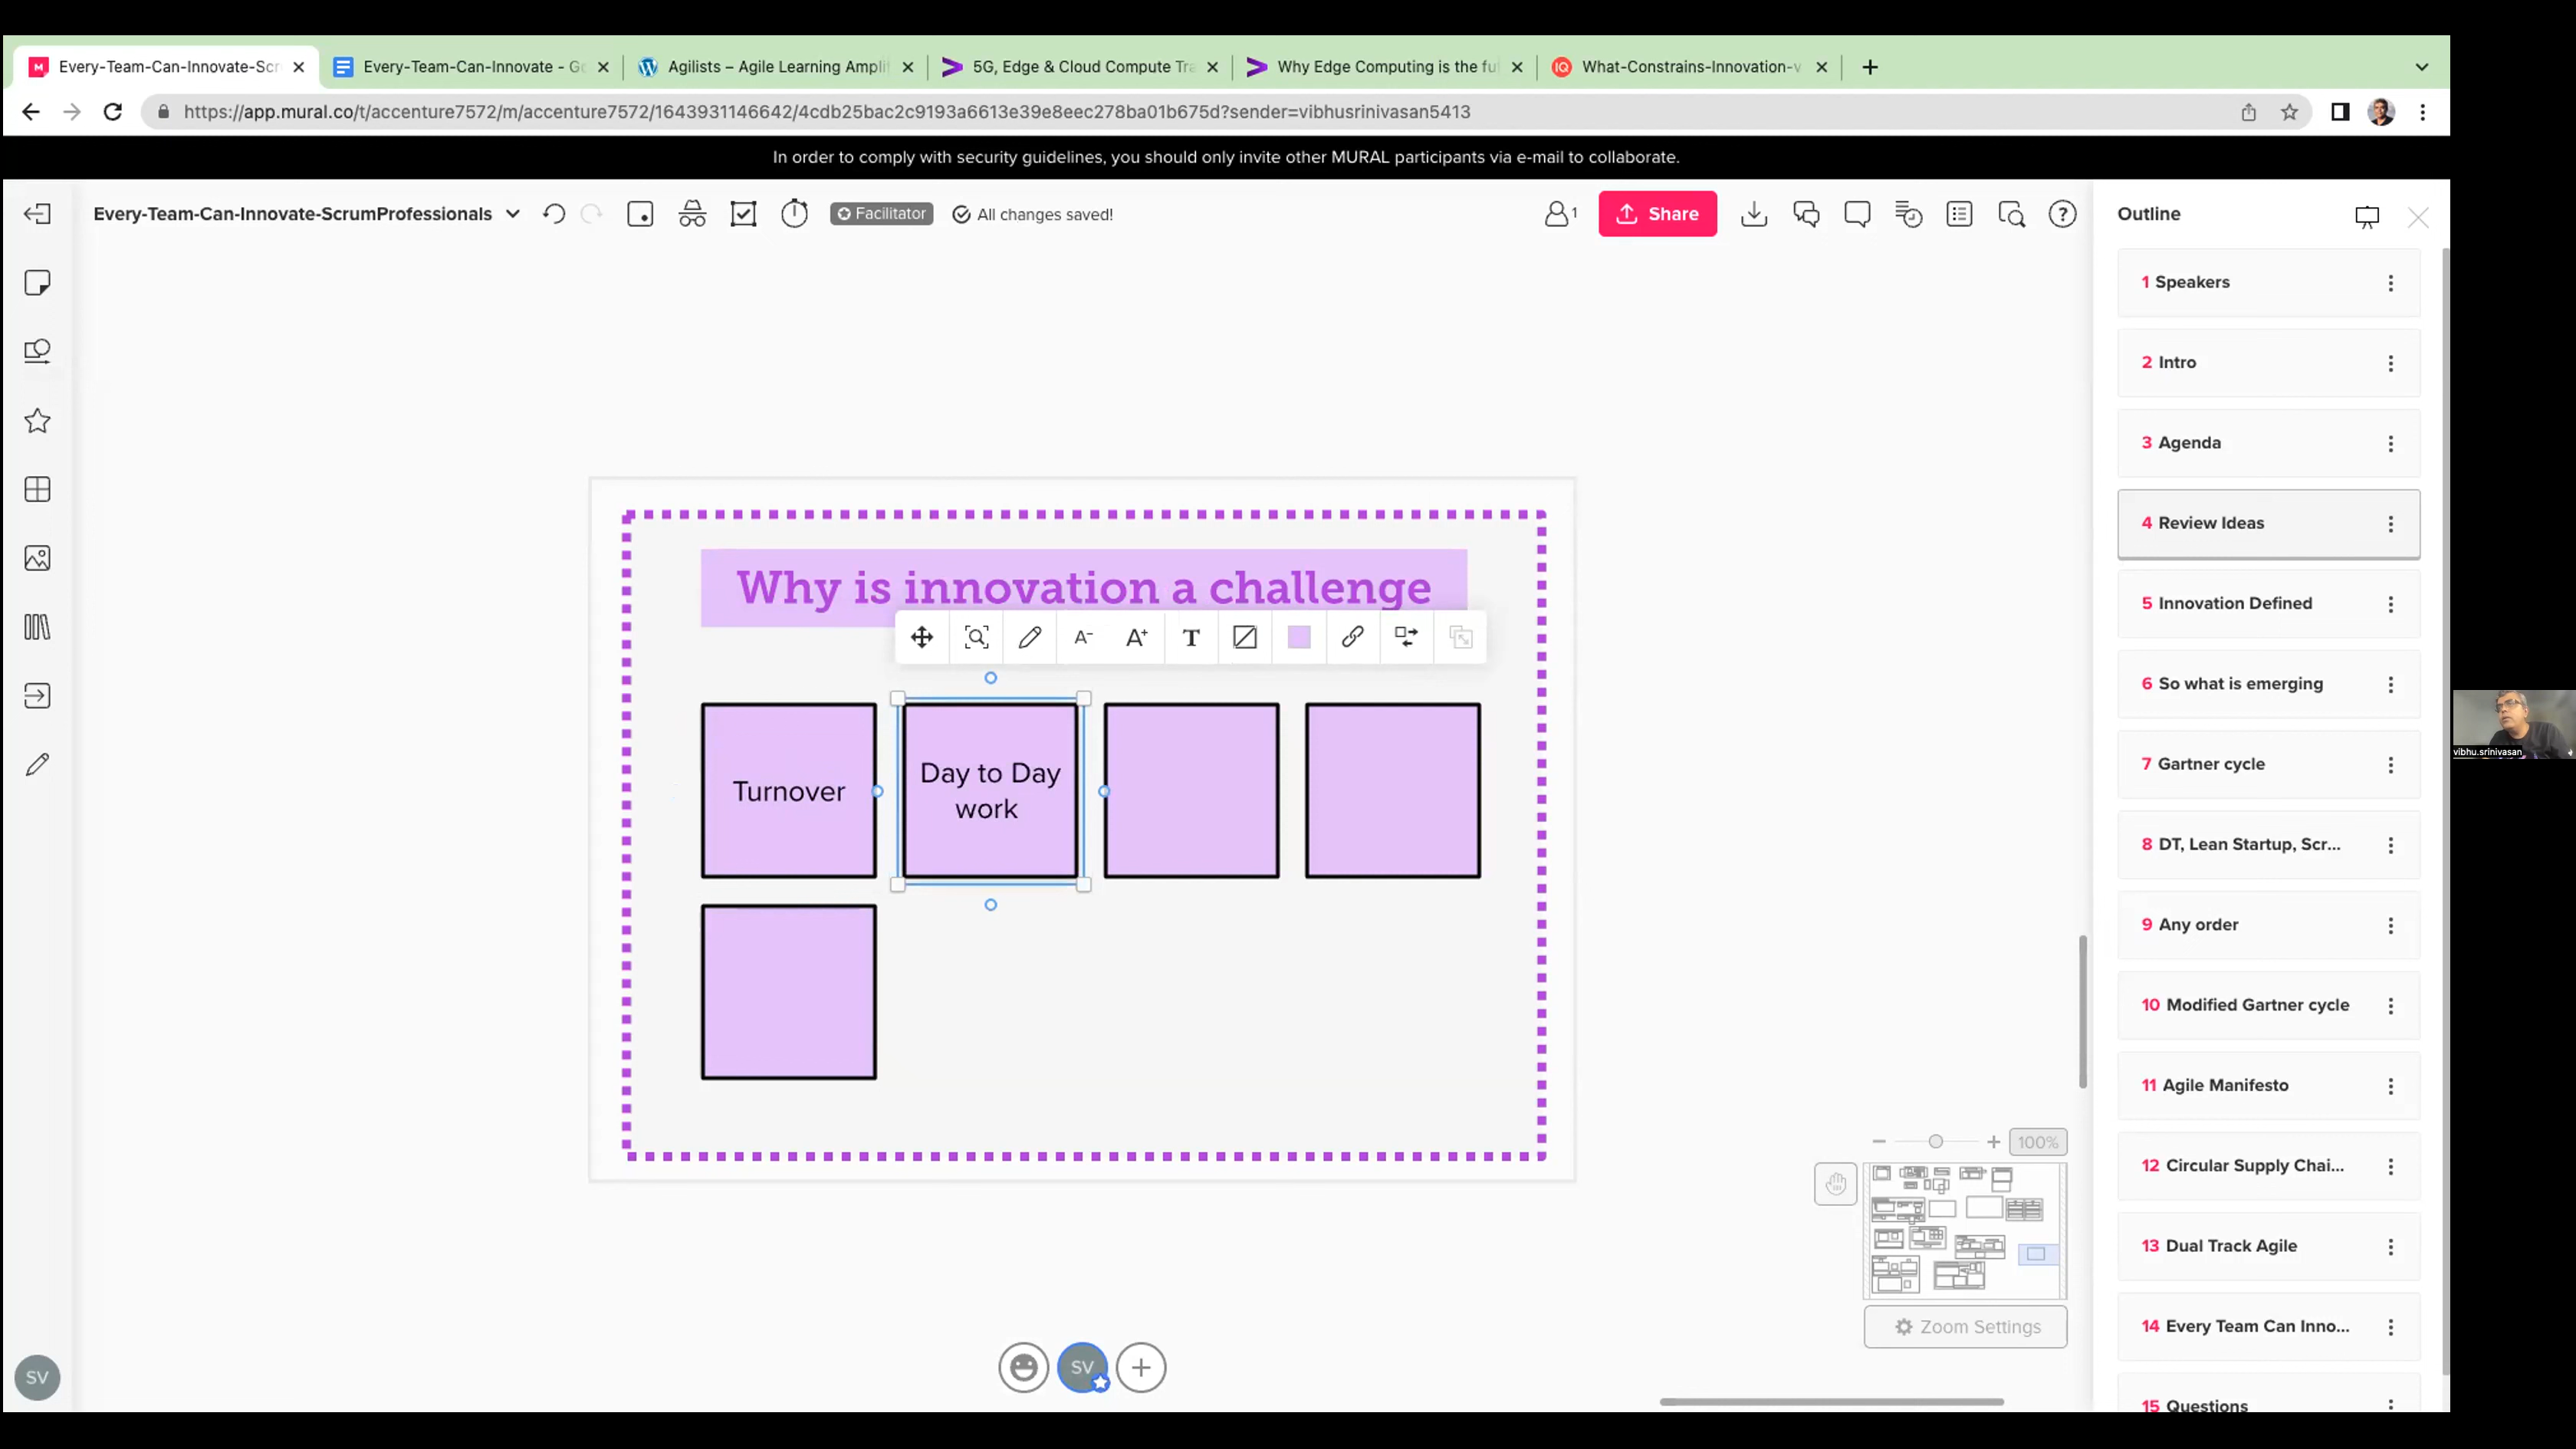 Every-Team-Can-Innovate-Scr
Every-Team-Can-Innovate - Go
Agilists – Agile Learning Amplif
5G, Edge & Cloud Compute Tra
Why Edge Computing is the fu
What-Constrains-Innovation-v
https://app.mural.co/t/accenture7572/m/accenture7572/1643931146642/4cdb25bac2c9193a6613e39e8eec278ba01b675d?sender=vibhusrinivasan5413
In order to comply with security guidelines, you should only invite other MURAL participants via e-mail to collaborate.
Every-Team-Can-Innovate-ScrumProfessionals
Facilitator
All changes saved!
1
Share
Outline
1 Speakers
2 Intro
3 Agenda
4 Review Ideas
5 Innovation Defined
6 So what is emerging
7 Gartner cycle
8 DT, Lean Startup, Scr...
9 Any order
10 Modified Gartner cycle
11 Agile Manifesto
12 Circular Supply Chai...
13 Dual Track Agile
14 Every Team Can Inno...
15 Questions
Why is innovation a challenge
A- A+ T
Turnover
Day to Day
work
vibhu.srinivasan
100%
Zoom Settings
SV
SV